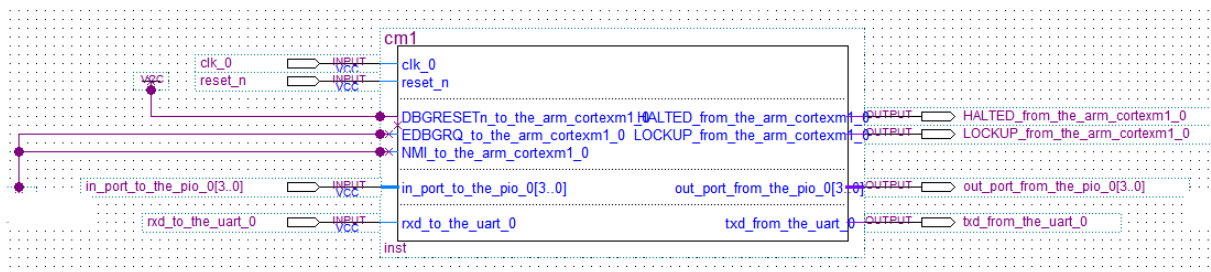 cm1
clk_0 INPUT VCC clk_0
VCC reset_n INPUT VCC reset_n
DBGRESETn_to_the_arm_cortexm1_0 HALTED_from_the_arm_cortexm1_0 OUTPUT HALTED_from_the_arm_cortexm1_0
EDBGRQ_to_the_arm_cortexm1_0 LOCKUP_from_the_arm_cortexm1_0 OUTPUT LOCKUP_from_the_arm_cortexm1_0
NMI_to_the_arm_cortexm1_0
in_port_to_the_pio_0[3..0] INPUT VCC in_port_to_the_pio_0[3..0] out_port_from_the_pio_0[3..0] OUTPUT out_port_from_the_pio_0[3..0]
rxd_to_the_uart_0 INPUT VCC rxd_to_the_uart_0 txd_from_the_uart_0 OUTPUT txd_from_the_uart_0
inst